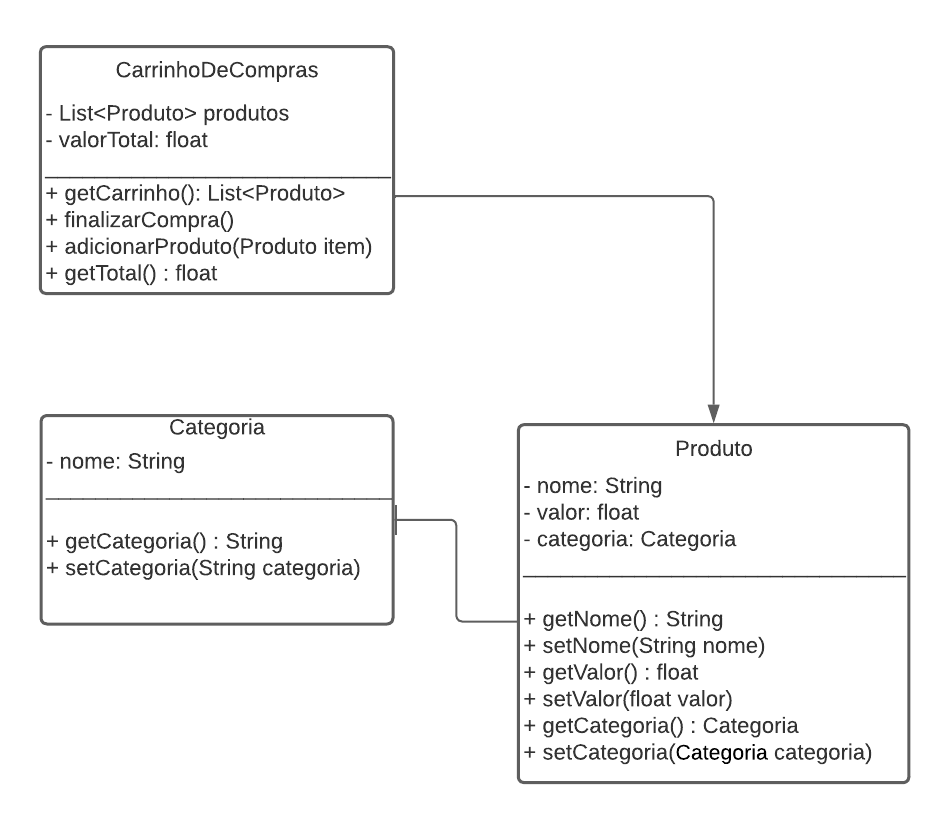 CarrinhoDeCompras
- List<Produto> produtos
- valorTotal: float
+ getCarrinho(): List<Produto>
+ finalizarCompra()
+ adicionarProduto(Produto item)
+ getTotal() : float
Categoria
- nome: String
+ getCategoria() : String
+ setCategoria(String categoria)
Produto
- nome: String
- valor: float
- categoria: Categoria
+ getNome() : String
+ setNome(String nome)
+ getValor() : float
+ setValor(float valor)
+ getCategoria() : Categoria
+ setCategoria(Categoria categoria)